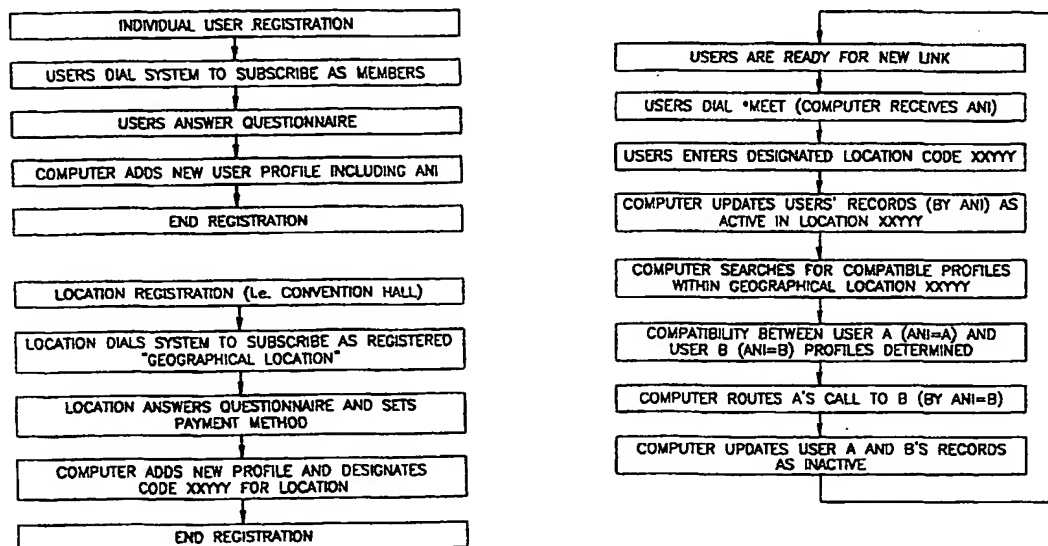 INDIVIDUAL USER REGISTRATION
USERS DIAL SYSTEM TO SUBSCRIBE AS MEMBERS
USERS ANSWER QUESTIONNAIRE
COMPUTER ADDS NEW USER PROFILE INCLUDING ANI
END REGISTRATION
LOCATION REGISTRATION (i.e. CONVENTION HALL)
LOCATION DIALS SYSTEM TO SUBSCRIBE AS REGISTERED
"GEOGRAPHICAL LOCATION"
LOCATION ANSWERS QUESTIONNAIRE AND SETS
PAYMENT METHOD
COMPUTER ADDS NEW PROFILE AND DESIGNATES
CODE XXYYY FOR LOCATION
END REGISTRATION
USERS ARE READY FOR NEW LINK
USERS DIAL *MEET (COMPUTER RECEIVES ANI)
USERS ENTERS DESIGNATED LOCATION CODE XXYYY
COMPUTER UPDATES USERS' RECORDS (BY ANI) AS
ACTIVE IN LOCATION XXYYY
COMPUTER SEARCHES FOR COMPATIBLE PROFILES
WITHIN GEOGRAPHICAL LOCATION XXYYY
COMPATIBILITY BETWEEN USER A (ANI=A) AND
USER B (ANI=B) PROFILES DETERMINED
COMPUTER ROUTES A'S CALL TO B (BY ANI=B)
COMPUTER UPDATES USER A AND B'S RECORDS
AS INACTIVE